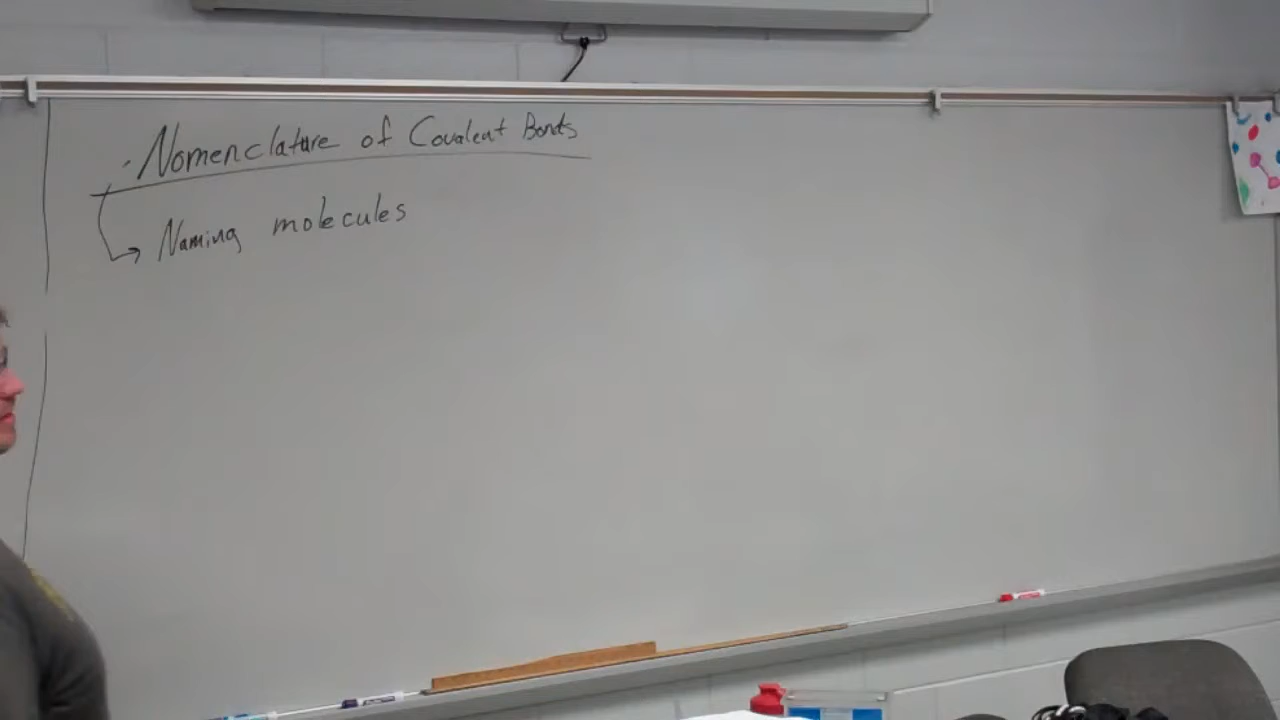 · Nomenclature of Covalent Bonds
→ Naming molecules